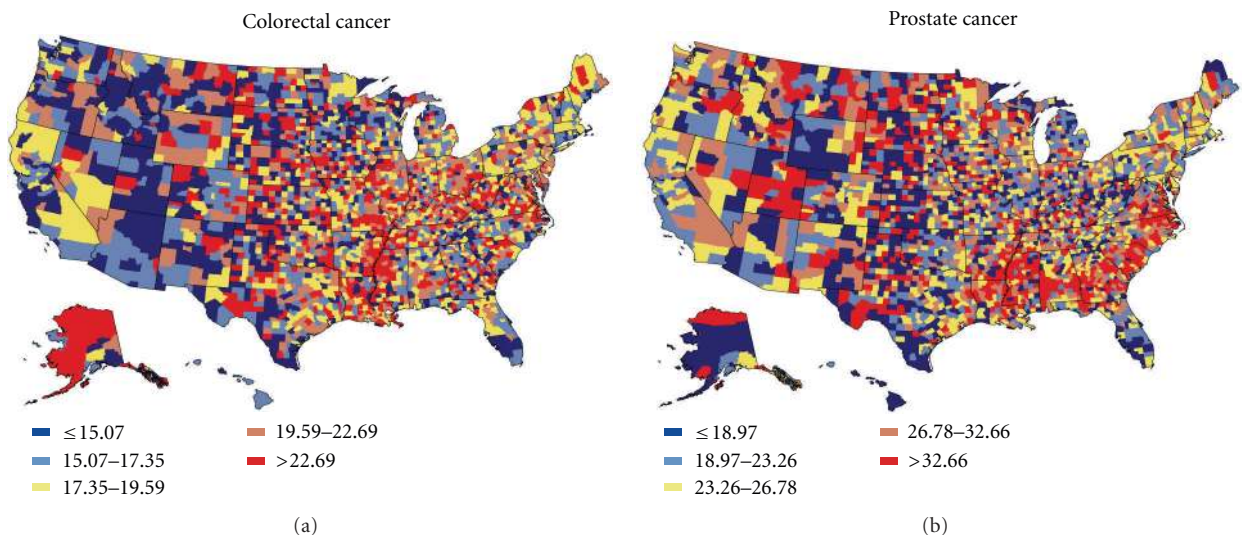 Colorectal cancer
≤15.07
15.07–17.35
17.35–19.59
19.59–22.69
>22.69
(a)
Prostate cancer
≤18.97
18.97–23.26
23.26–26.78
26.78–32.66
>32.66
(b)